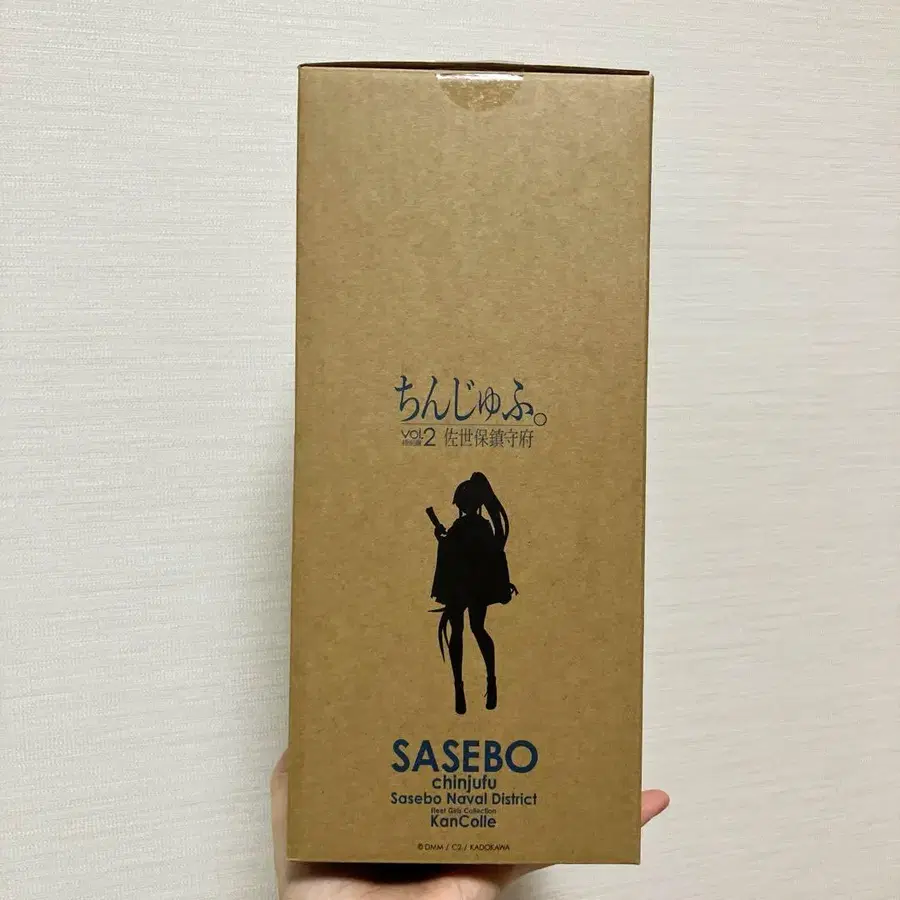 ちんじゅふ。
vol.2 佐世保鎮守府
SASEBO
chinjufu
Sasebo Naval District
Fleet Girls Collection
KanColle
©DMM / C2 / KADOKAWA